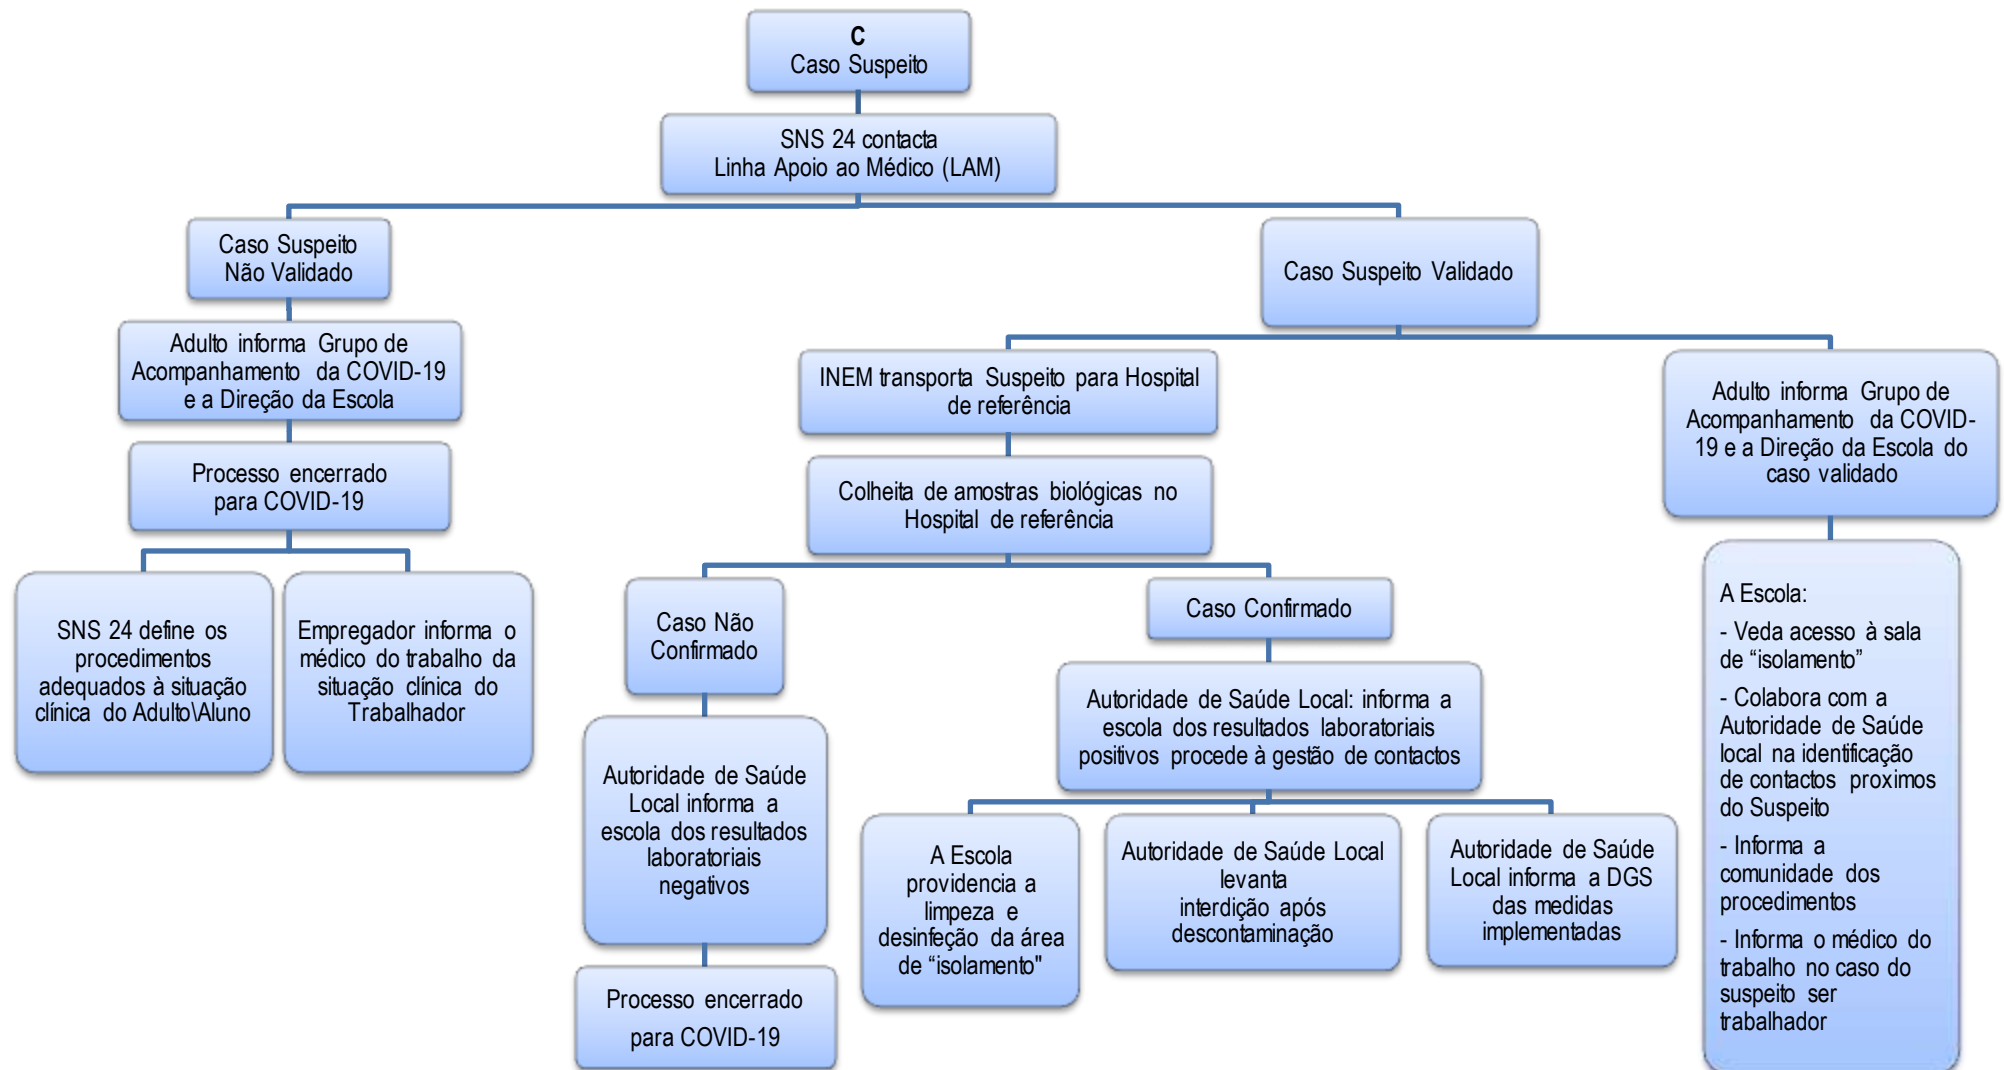 C
Caso Suspeito
SNS 24 contacta
Linha Apoio ao Médico (LAM)
Caso Suspeito
Não Validado
Caso Suspeito Validado
Adulto informa Grupo de
Acompanhamento da COVID-19
e a Direção da Escola
INEM transporta Suspeito para Hospital
de referência
Adulto informa Grupo de
Acompanhamento da COVID-
19 e a Direção da Escola do
caso validado
Processo encerrado
para COVID-19
Colheita de amostras biológicas no
Hospital de referência
SNS 24 define os
procedimentos
adequados à situação
clínica do Adulto\Aluno
Empregador informa o
médico do trabalho da
situação clínica do
Trabalhador
Caso Não
Confirmado
Caso Confirmado
Autoridade de Saúde
Local informa a
escola dos resultados
laboratoriais
negativos
Autoridade de Saúde Local: informa a
escola dos resultados laboratoriais
positivos procede à gestão de contactos
A Escola
providencia a
limpeza e
desinfeção da área
de “isolamento"
Autoridade de Saúde Local
levanta
interdição após
descontaminação
Autoridade de Saúde
Local informa a DGS
das medidas
implementadas
Processo encerrado
para COVID-19
A Escola:
- Veda acesso à sala
de “isolamento”
- Colabora com a
Autoridade de Saúde
local na identificação
de contactos proximos
do Suspeito
- Informa a
comunidade dos
procedimentos
- Informa o médico do
trabalho no caso do
suspeito ser
trabalhador